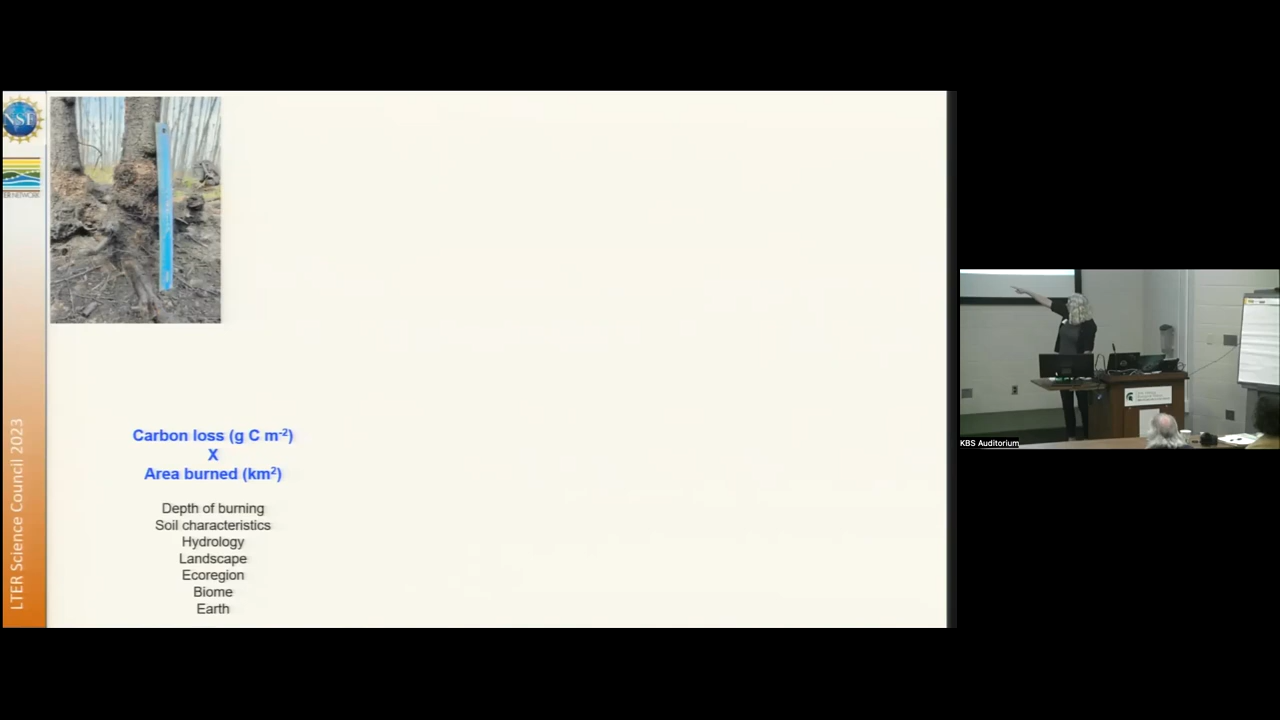 NSF
LTER Science Council 2023
Carbon loss (g C m⁻²)
X
Area burned (km²)
Depth of burning
Soil characteristics
Hydrology
Landscape
Ecoregion
Biome
Earth
KBS Auditorium